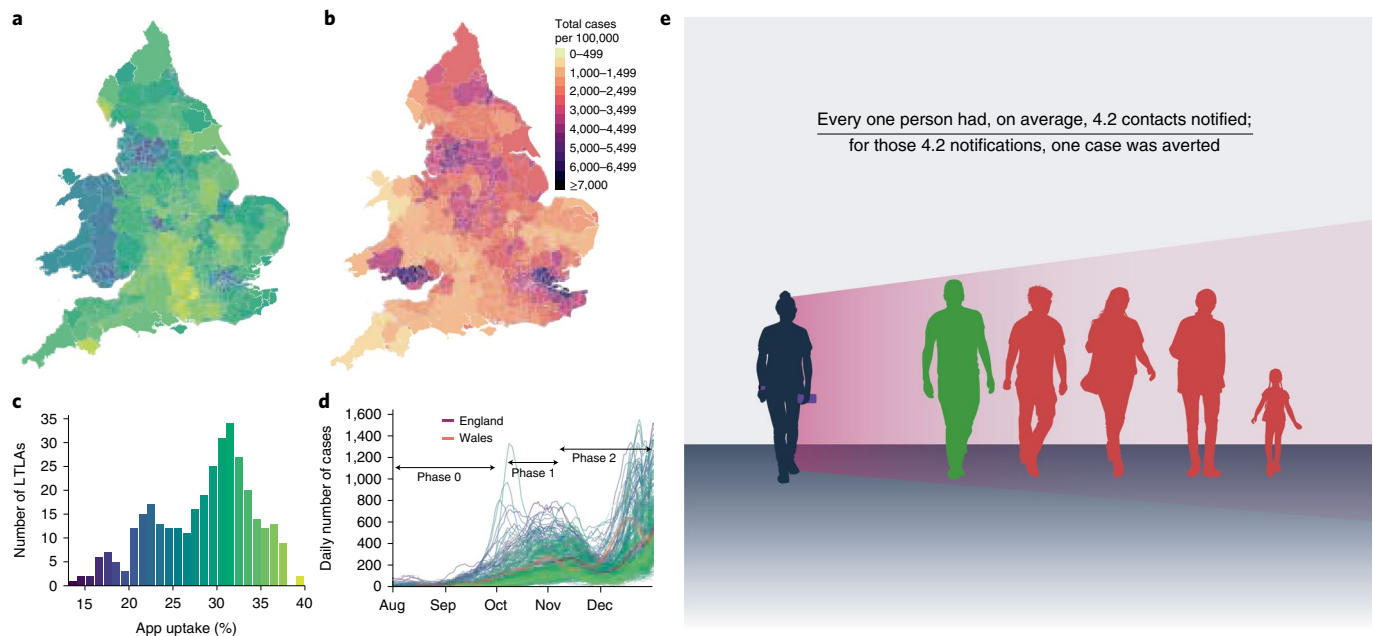 a
b
Total cases
per 100,000
0–499
1,000–1,499
2,000–2,499
3,000–3,499
4,000–4,499
5,000–5,499
6,000–6,499
≥7,000
e
Every one person had, on average, 4.2 contacts notified;
for those 4.2 notifications, one case was averted
c
Number of LTLAs
35
30
25
20
15
10
5
0
15
20
25
30
35
40
App uptake (%)
d
Daily number of cases
1,600
1,400
1,200
1,000
800
600
400
200
0
England
Wales
Phase 0
Phase 1
Phase 2
Aug
Sep
Oct
Nov
Dec